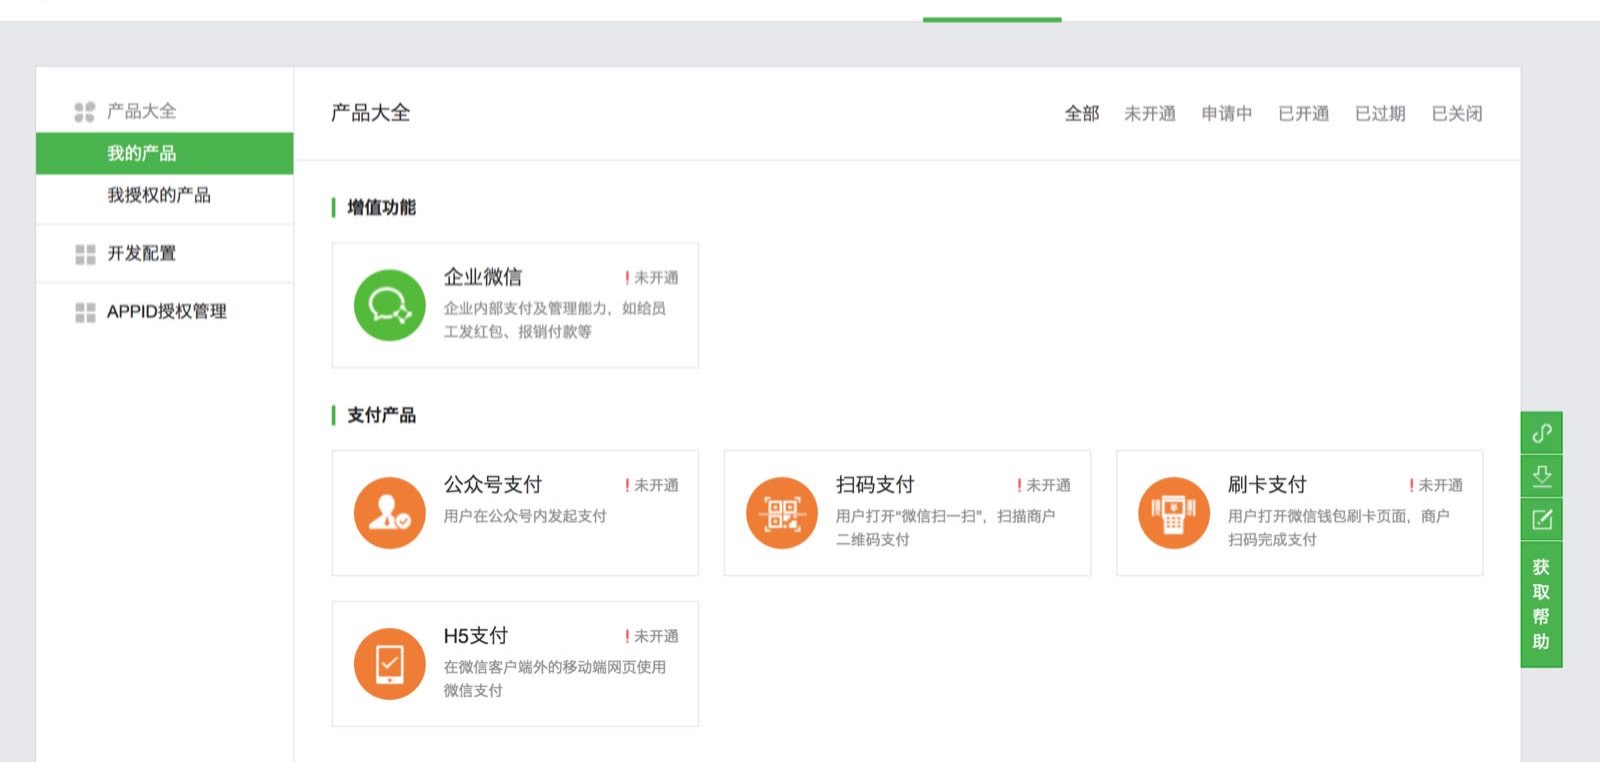 产品大全
我的产品
我授权的产品
开发配置
APPID授权管理
产品大全
全部 未开通 申请中 已开通 已过期 已关闭
增值功能
企业微信
未开通
企业内部支付及管理能力，如给员
工发红包、报销付款等
支付产品
公众号支付
未开通
用户在公众号内发起支付
扫码支付
未开通
用户打开“微信扫一扫”，扫描商户
二维码支付
刷卡支付
未开通
用户打开微信钱包刷卡页面，商户
扫码完成支付
H5支付
未开通
在微信客户端外的移动端网页使用
微信支付
获
取
帮
助